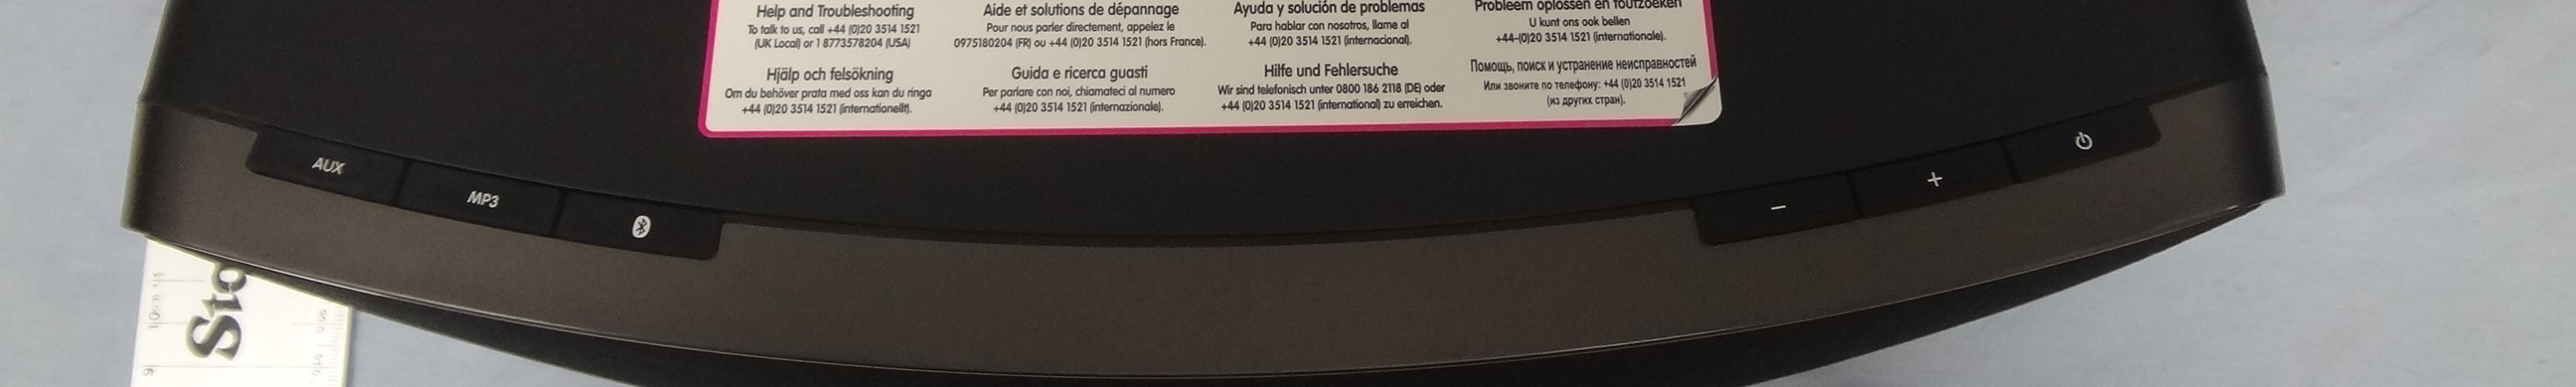 Help and Troubleshooting
To talk to us, call +44 (0)20 3514 1521
(UK Local) or 1 8773578204 (USA)
Aide et solutions de dépannage
Pour nous parler directement, appelez le
0975180204 (FR) ou +44 (0)20 3514 1521 (hors France).
Ayuda y solución de problemas
Para hablar con nosotros, llame al
+44 (0)20 3514 1521 (internacional).
Probleem oplossen en foutzoeken
U kunt ons ook bellen
+44-(0)20 3514 1521 (internationale).
Hjälp och felsökning
Om du behöver prata med oss kan du ringa
+44 (0)20 3514 1521 (internationellt).
Guida e ricerca guasti
Per parlare con noi, chiamateci al numero
+44 (0)20 3514 1521 (internazionale).
Hilfe und Fehlersuche
Wir sind telefonisch unter 0800 186 2118 (DE) oder
+44 (0)20 3514 1521 (international) zu erreichen.
Помощь, поиск и устранение неисправностей
Или звоните по телефону: +44 (0)20 3514 1521
(из других стран).
AUX
MP3